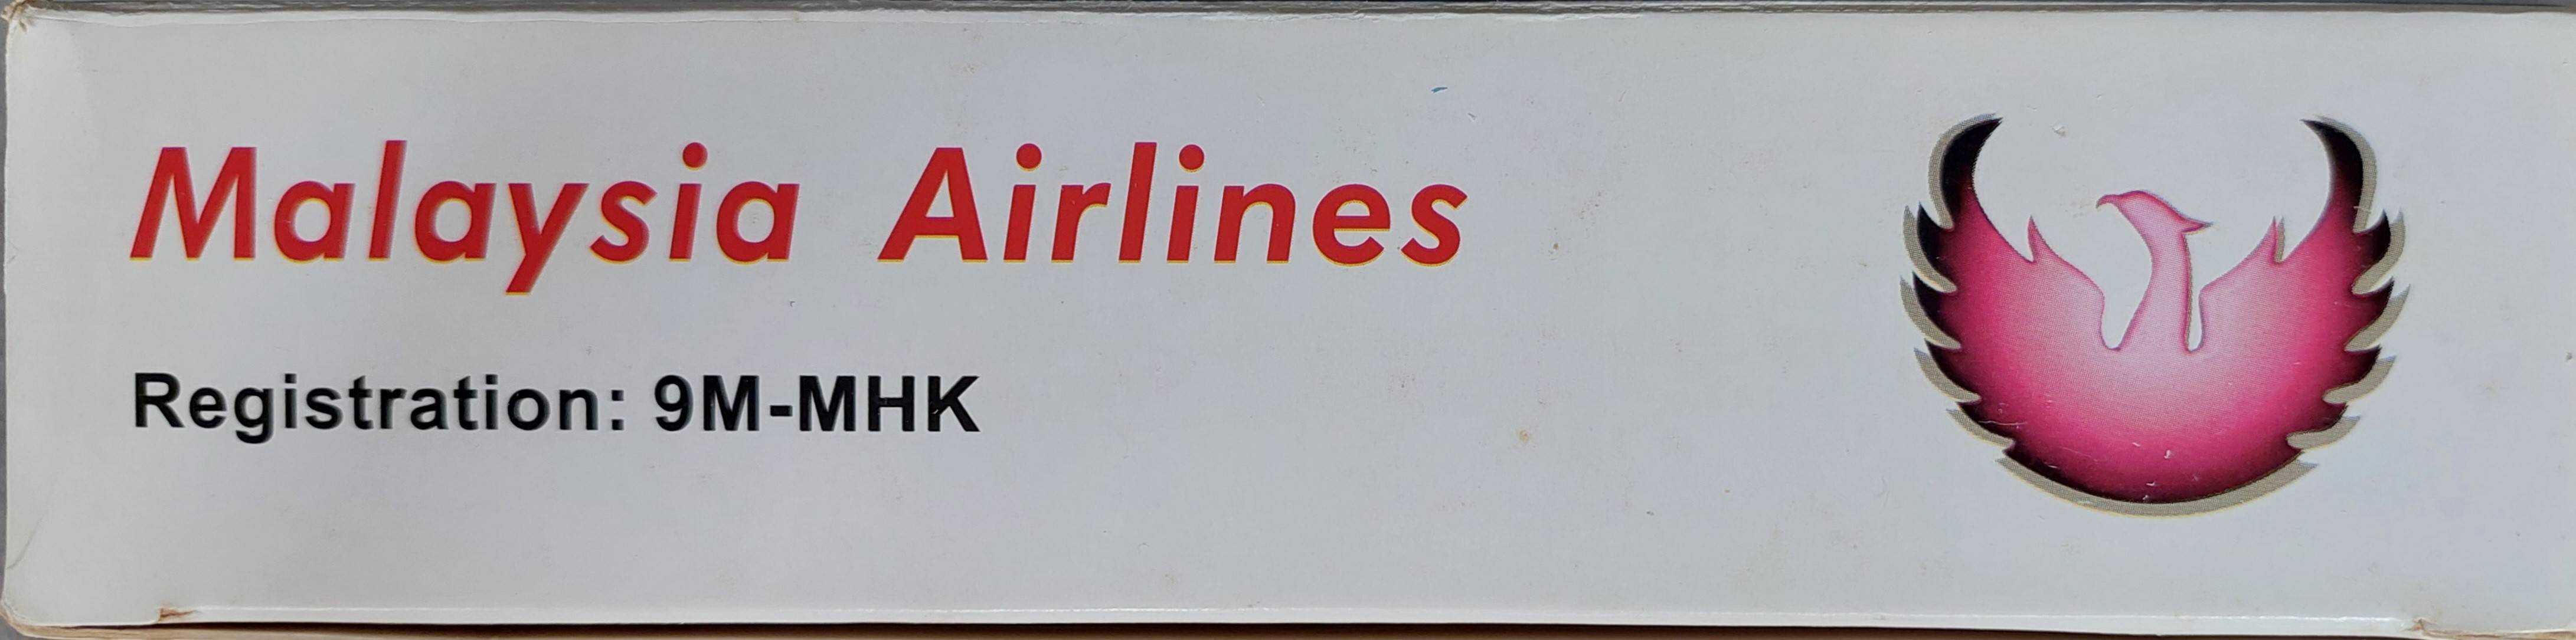 Malaysia Airlines
Registration: 9M-MHK